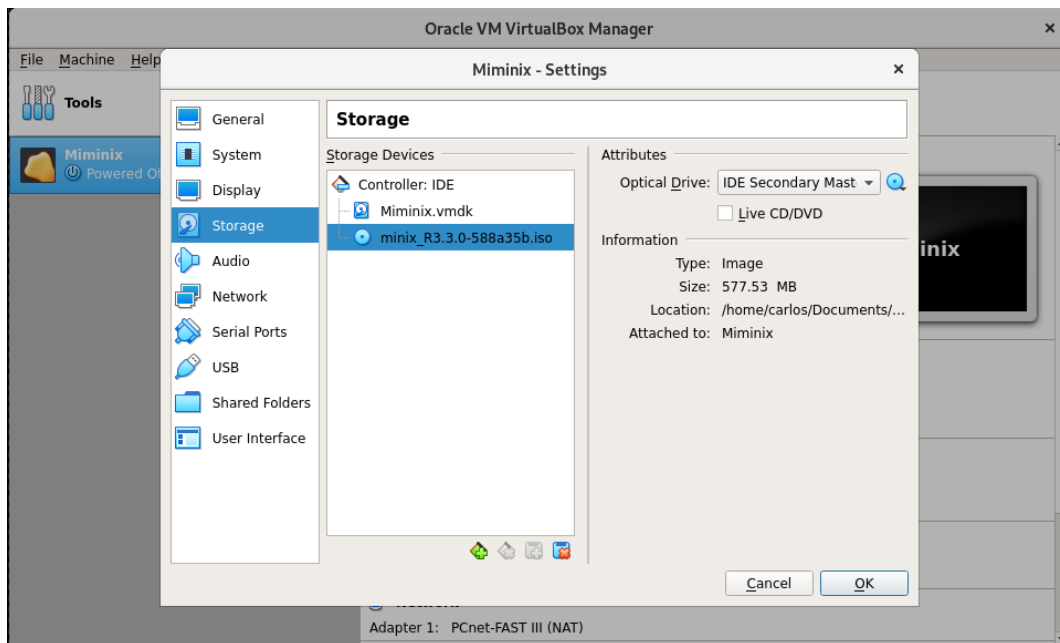 Oracle VM VirtualBox Manager
File Machine Help
Tools
Miminix
Powered Of
Miminix - Settings
General
System
Display
Storage
Audio
Network
Serial Ports
USB
Shared Folders
User Interface
Storage
Storage Devices
Controller: IDE
Miminix.vmdk
minix_R3.3.0-588a35b.iso
Attributes
Optical Drive: IDE Secondary Mast
Live CD/DVD
Information
Type: Image
Size: 577.53 MB
Location: /home/carlos/Documents/...
Attached to: Miminix
Cancel OK
inix
Adapter 1: PCnet-FAST III (NAT)